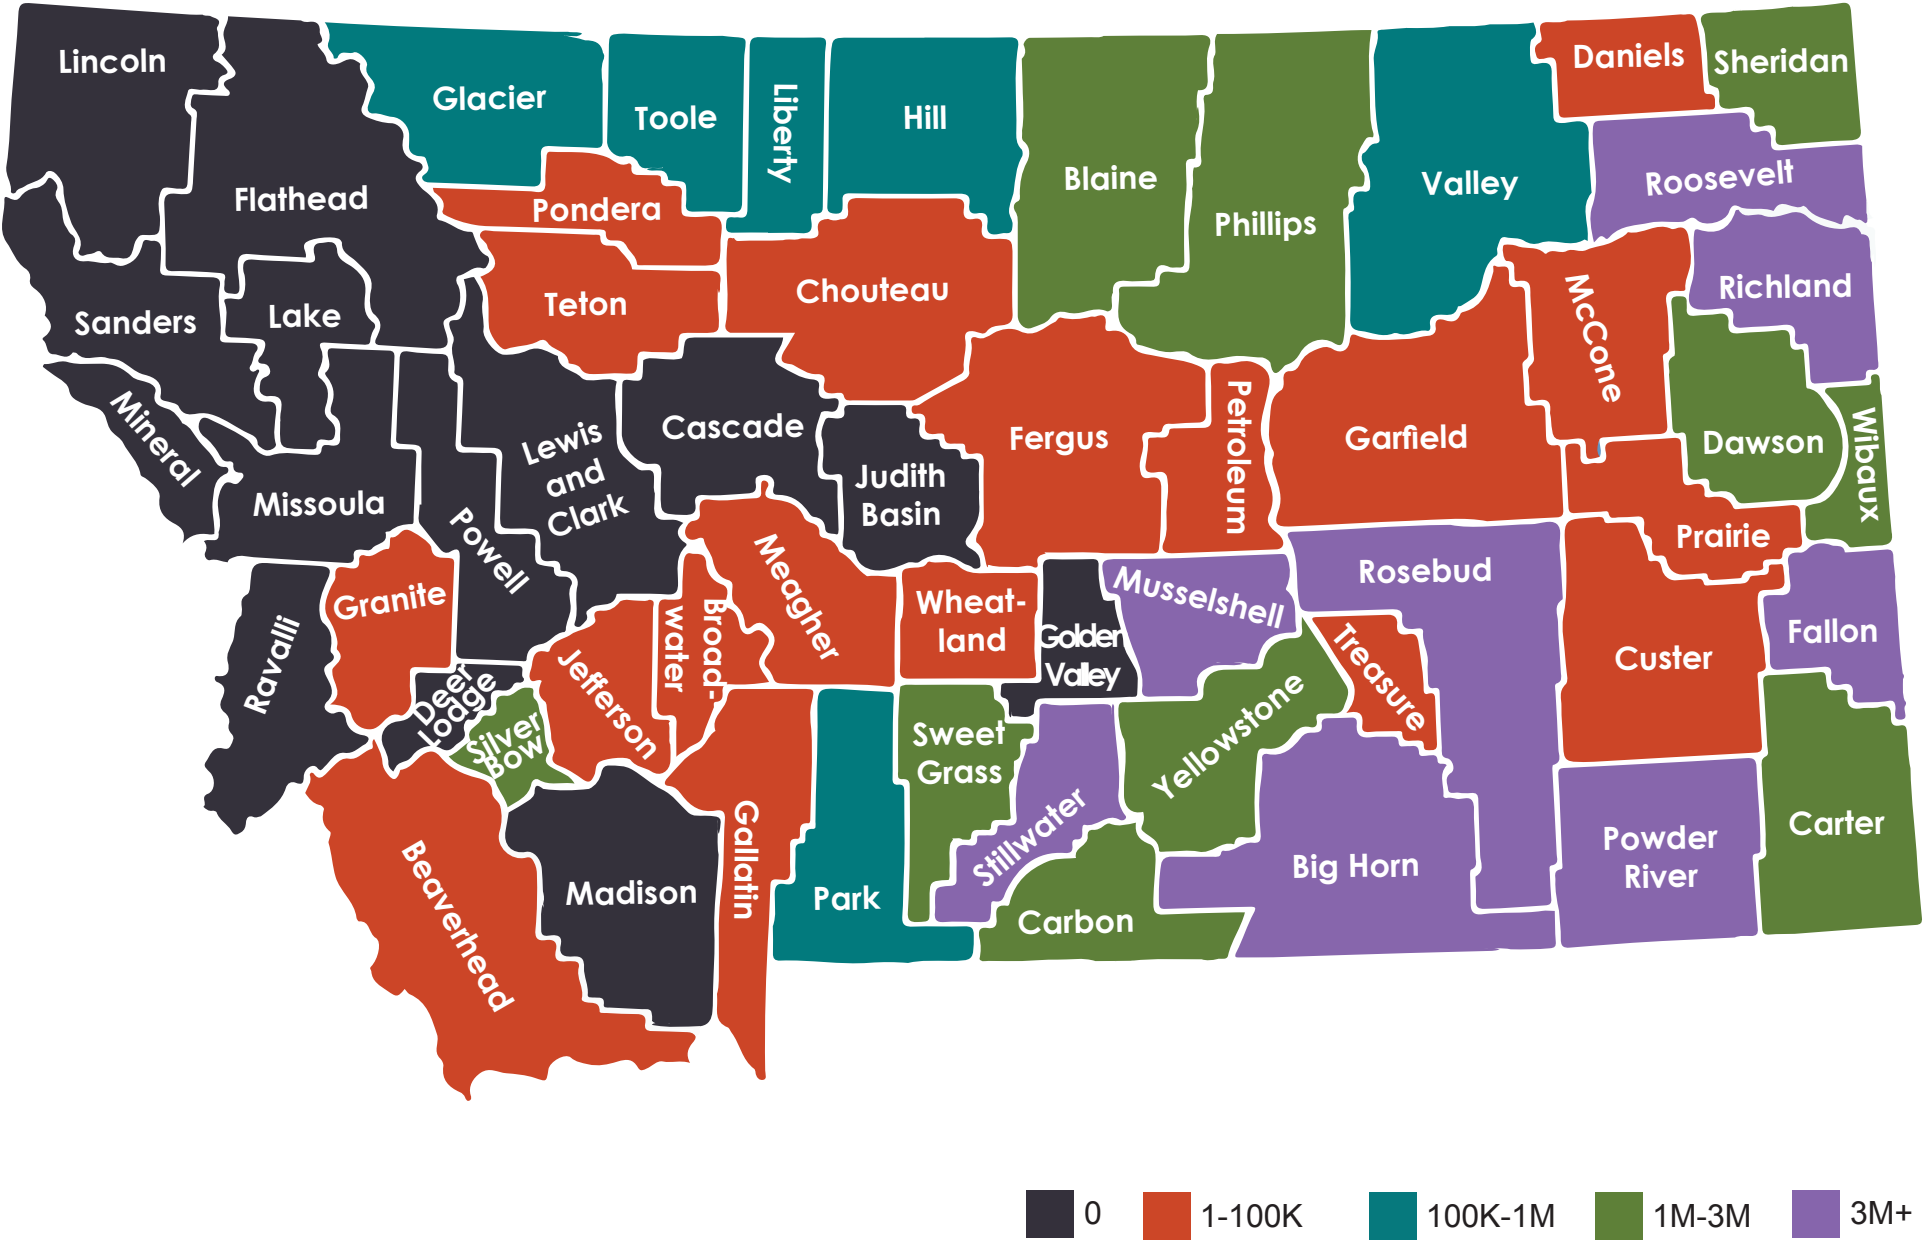 Lincoln
Flathead
Glacier
Toole
Liberty
Hill
Blaine
Phillips
Valley
Daniels
Sheridan
Roosevelt
Pondera
Teton
Chouteau
McCone
Richland
Sanders
Lake
Mineral
Missoula
Powell
Lewis
and
Clark
Cascade
Judith
Basin
Fergus
Petroleum
Garfield
Dawson
Wibaux
Prairie
Ravalli
Granite
Deer
Lodge
Silver
Bow
Jefferson
Broad-
water
Meagher
Wheat-
land
Golden
Valley
Musselshell
Rosebud
Treasure
Custer
Fallon
Beaverhead
Madison
Gallatin
Park
Sweet
Grass
Stillwater
Yellowstone
Carbon
Big Horn
Powder
River
Carter
0
1-100K
100K-1M
1M-3M
3M+